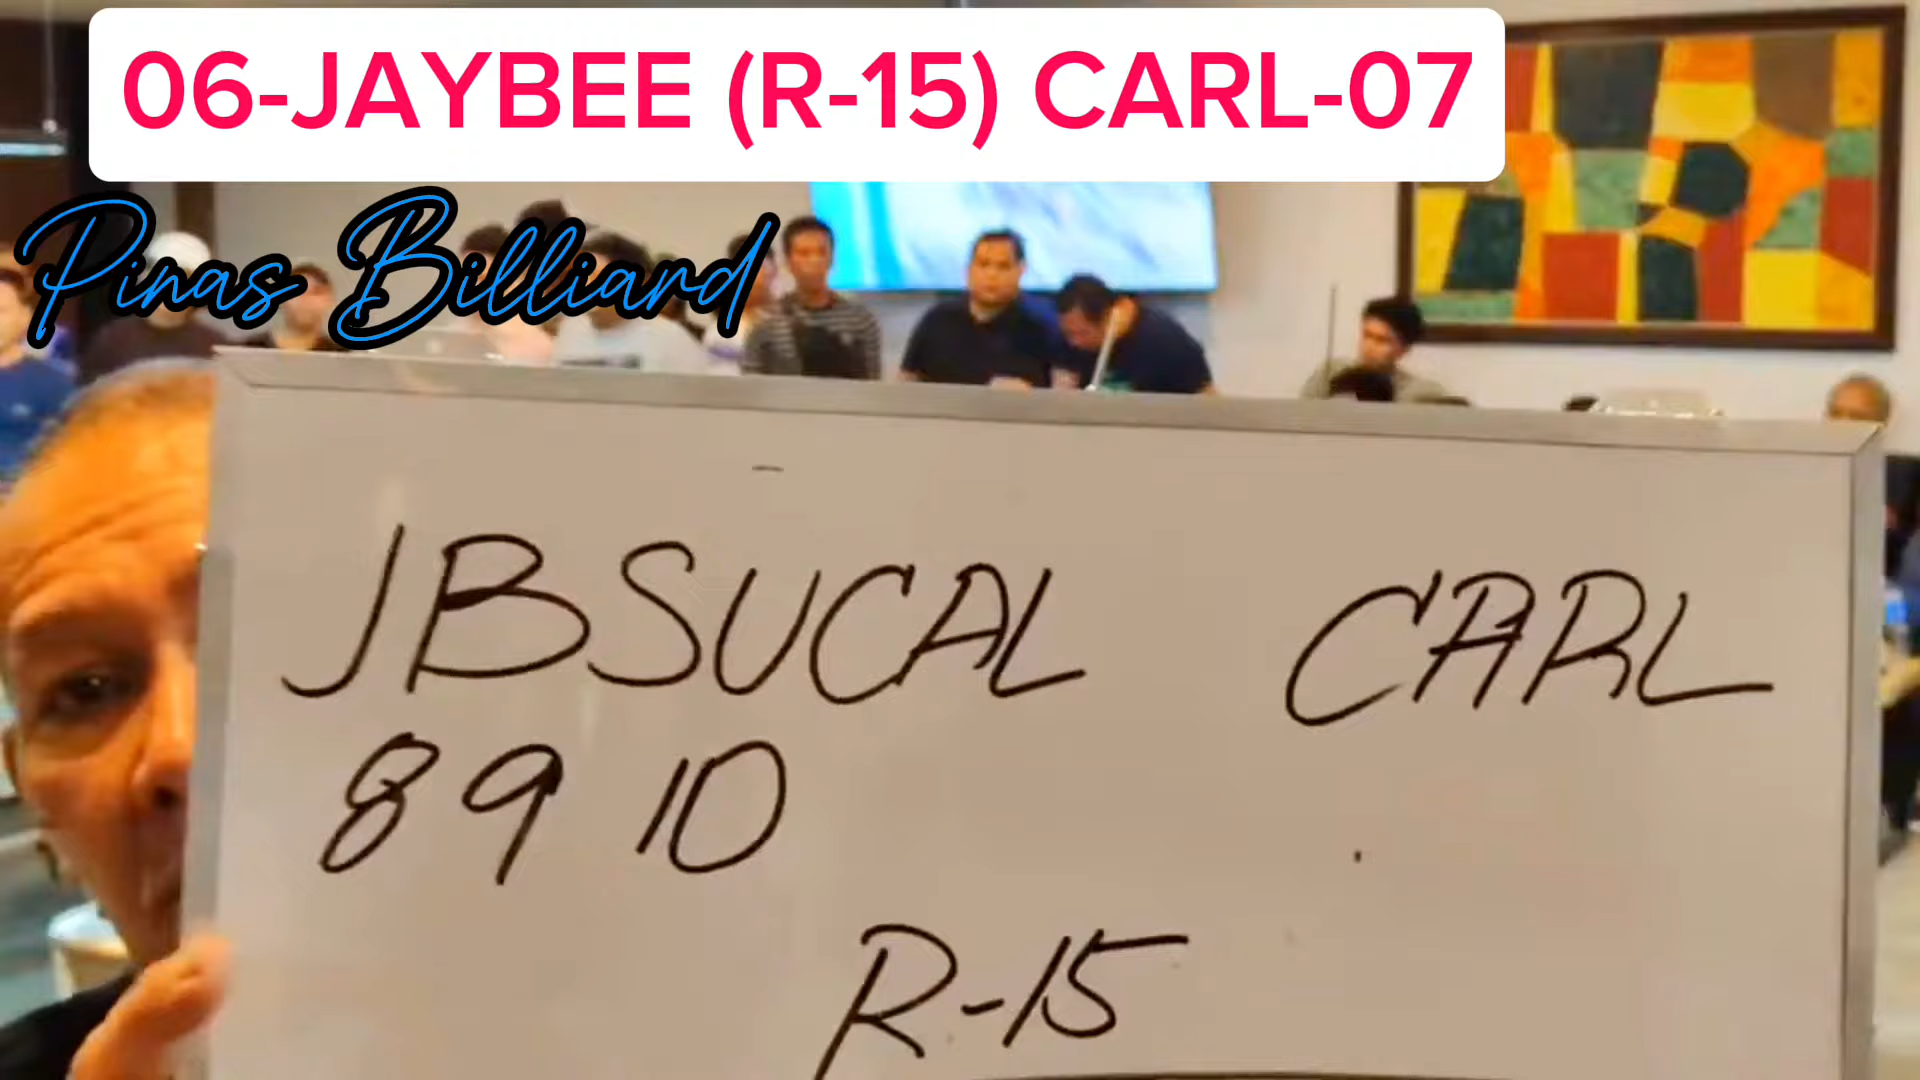 06-JAYBEE (R-15) CARL-07
Pinas Billiard
JBSUCAL CARL
8 9 10
R-15